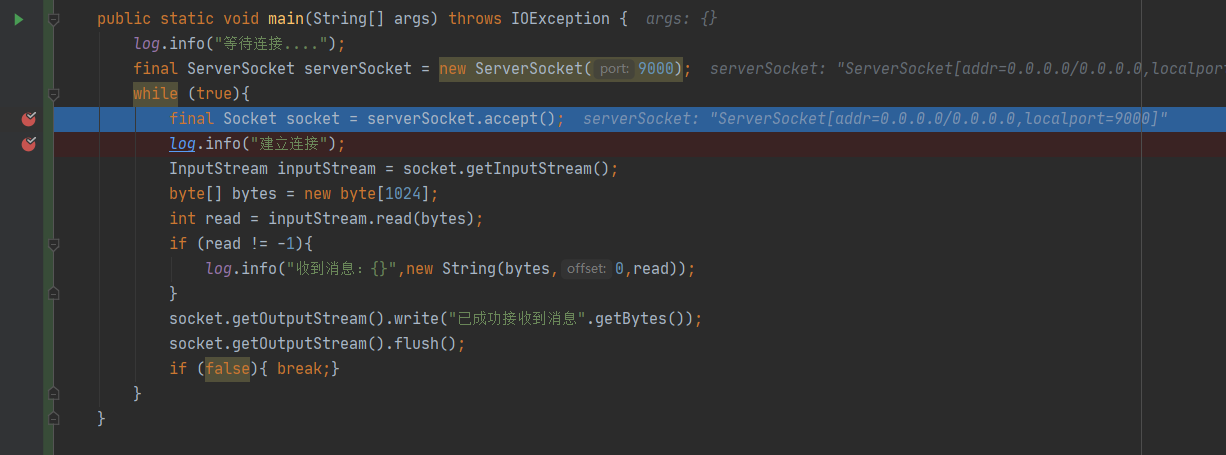 public static void main(String[] args) throws IOException {  args: {}
log.info("等待连接....");
final ServerSocket serverSocket = new ServerSocket( port: 9000);  serverSocket: "ServerSocket[addr=0.0.0.0/0.0.0.0,localport
while (true){
final Socket socket = serverSocket.accept();  serverSocket: "ServerSocket[addr=0.0.0.0/0.0.0.0,localport=9000]"
log.info("建立连接");
InputStream inputStream = socket.getInputStream();
byte[] bytes = new byte[1024];
int read = inputStream.read(bytes);
if (read != -1){
log.info("收到消息：{}",new String(bytes, offset: 0,read));
}
socket.getOutputStream().write("已成功接收到消息".getBytes());
socket.getOutputStream().flush();
if (false){ break;}
}
}